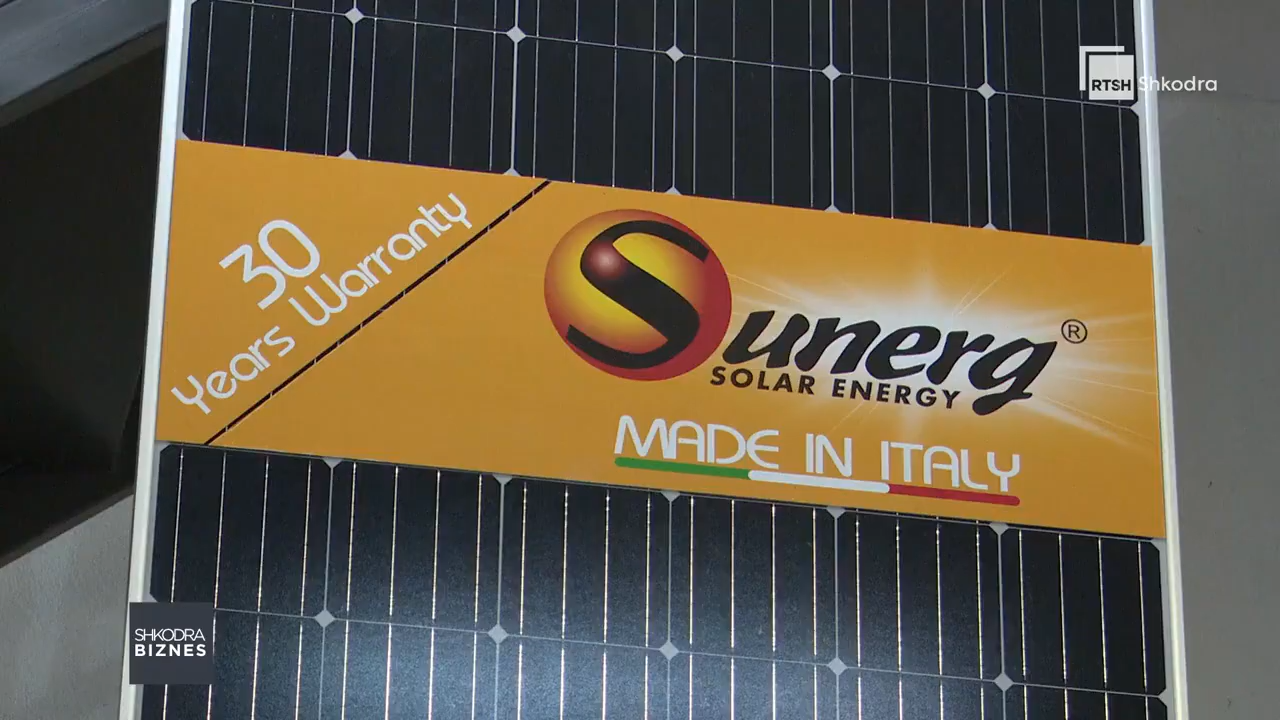 RTSH Shkodra
30
Years Warranty
Sunerg®
SOLAR ENERGY
MADE IN ITALY
SHKODRA
BIZNES